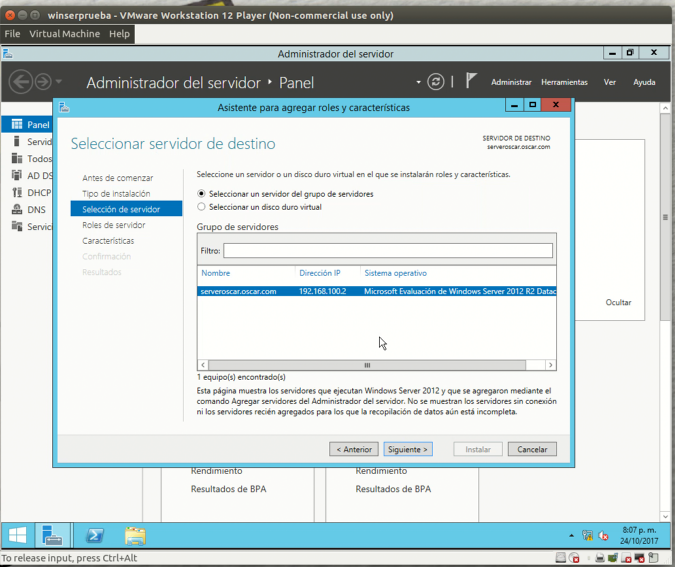 winserprueba - VMware Workstation 12 Player (Non-commercial use only)
File Virtual Machine Help
Administrador del servidor
Administrador del servidor • Panel
Administrar Herramientas Ver Ayuda
Panel
Servid
Todos
AD DS
DHCP
DNS
Servici
Asistente para agregar roles y características
Seleccionar servidor de destino
SERVIDOR DE DESTINO
serveroscar.oscar.com
Antes de comenzar
Tipo de instalación
Selección de servidor
Roles de servidor
Características
Confirmación
Resultados
Seleccione un servidor o un disco duro virtual en el que se instalarán roles y características.
Seleccionar un servidor del grupo de servidores
Seleccionar un disco duro virtual
Grupo de servidores
Filtro:
Nombre Dirección IP Sistema operativo
serveroscar.oscar.com 192.168.100.2 Microsoft Evaluación de Windows Server 2012 R2 Datac
1 equipo(s) encontrado(s)
Esta página muestra los servidores que ejecutan Windows Server 2012 y que se agregaron mediante el
comando Agregar servidores del Administrador del servidor. No se muestran los servidores sin conexión
ni los servidores recién agregados para los que la recopilación de datos aún está incompleta.
< Anterior Siguiente > Instalar Cancelar
Ocultar
Rendimiento Rendimiento
Resultados de BPA Resultados de BPA
8:07 p. m.
24/10/2017
To release input, press Ctrl+Alt